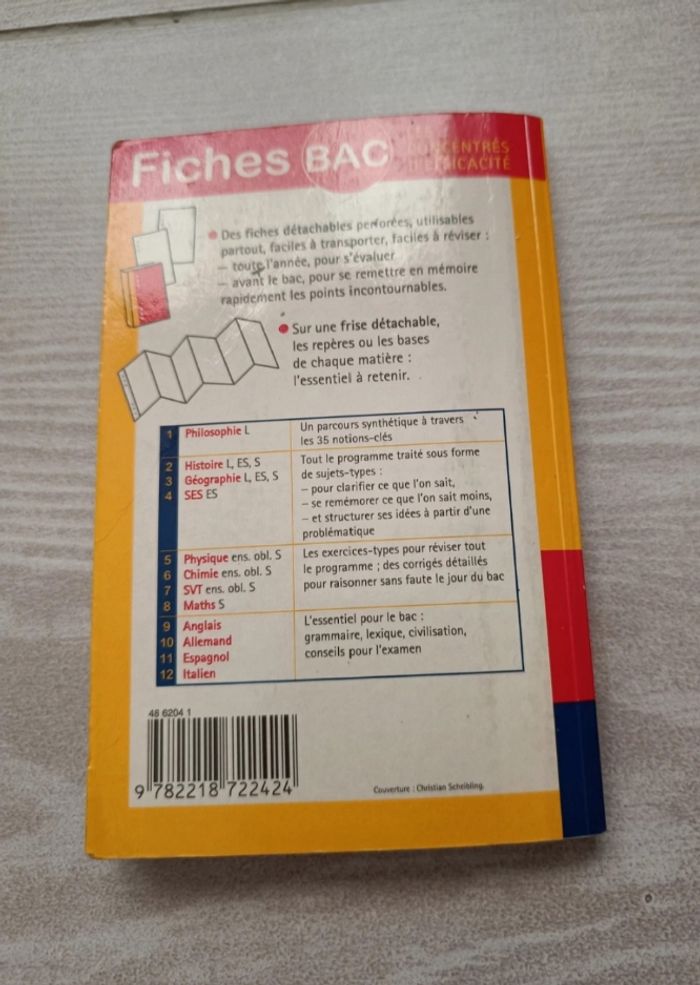 Fiches BAC
CONCENTRÉS
D'EFFICACITÉ
Des fiches détachables perforées, utilisables
partout, faciles à transporter, faciles à réviser :
– toute l'année, pour s'évaluer
– avant le bac, pour se remettre en mémoire
rapidement les points incontournables.
Sur une frise détachable,
les repères ou les bases
de chaque matière :
l'essentiel à retenir.
1 Philosophie L
Un parcours synthétique à travers
les 35 notions-clés
2 Histoire L, ES, S
3 Géographie L, ES, S
4 SES ES
Tout le programme traité sous forme
de sujets-types :
– pour clarifier ce que l'on sait,
– se remémorer ce que l'on sait moins,
– et structurer ses idées à partir d'une
problématique
5 Physique ens. obl. S
6 Chimie ens. obl. S
7 SVT ens. obl. S
8 Maths S
Les exercices-types pour réviser tout
le programme ; des corrigés détaillés
pour raisonner sans faute le jour du bac
9 Anglais
10 Allemand
11 Espagnol
12 Italien
L'essentiel pour le bac :
grammaire, lexique, civilisation,
conseils pour l'examen
48 6204 1
9 782218 722424
Couverture : Christian Scheibling.